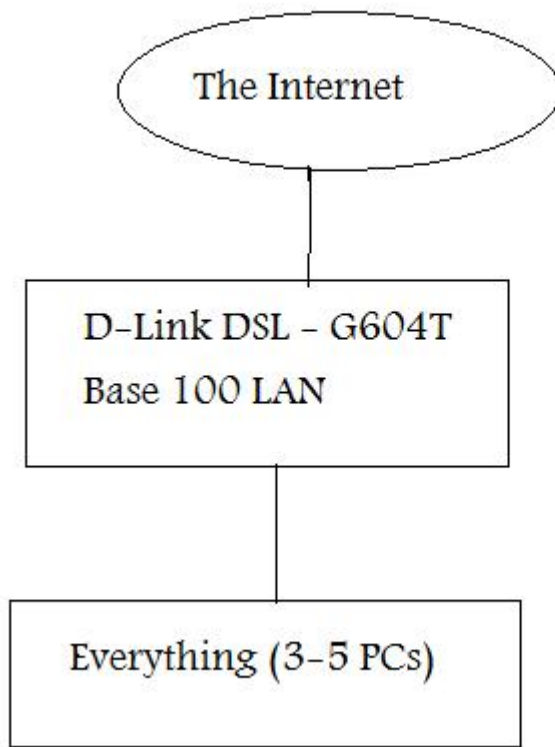 The Internet
D-Link DSL - G604T
Base 100 LAN
Everything (3-5 PCs)